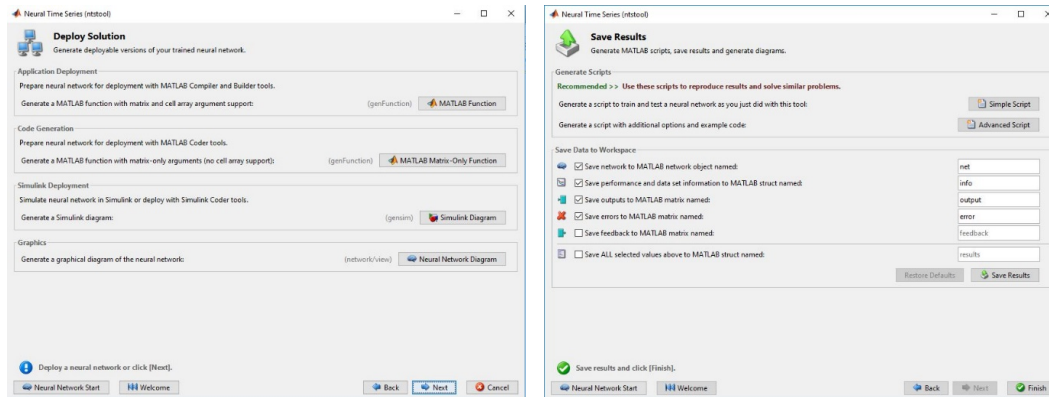 Neural Time Series (ntstool)
Deploy Solution
Generate deployable versions of your trained neural network.
Application Deployment
Prepare neural network for deployment with MATLAB Compiler and Builder tools.
Generate a MATLAB function with matrix and cell array argument support: (genFunction) MATLAB Function
Code Generation
Prepare neural network for deployment with MATLAB Coder tools.
Generate a MATLAB function with matrix-only arguments (no cell array support): (genFunction) MATLAB Matrix-Only Function
Simulink Deployment
Simulate neural network in Simulink or deploy with Simulink Coder tools.
Generate a Simulink diagram: (gensim) Simulink Diagram
Graphics
Generate a graphical diagram of the neural network: (network/view) Neural Network Diagram
Deploy a neural network or click [Next].
Neural Network Start Welcome Back Next Cancel
Neural Time Series (ntstool)
Save Results
Generate MATLAB scripts, save results and generate diagrams.
Generate Scripts
Recommended >> Use these scripts to reproduce results and solve similar problems.
Generate a script to train and test a neural network as you just did with this tool: Simple Script
Generate a script with additional options and example code: Advanced Script
Save Data to Workspace
Save network to MATLAB network object named: net
Save performance and data set information to MATLAB struct named: info
Save outputs to MATLAB matrix named: output
Save errors to MATLAB matrix named: error
Save feedback to MATLAB matrix named: feedback
Save ALL selected values above to MATLAB struct named: results
Restore Defaults Save Results
Save results and click [Finish].
Neural Network Start Welcome Back Next Finish